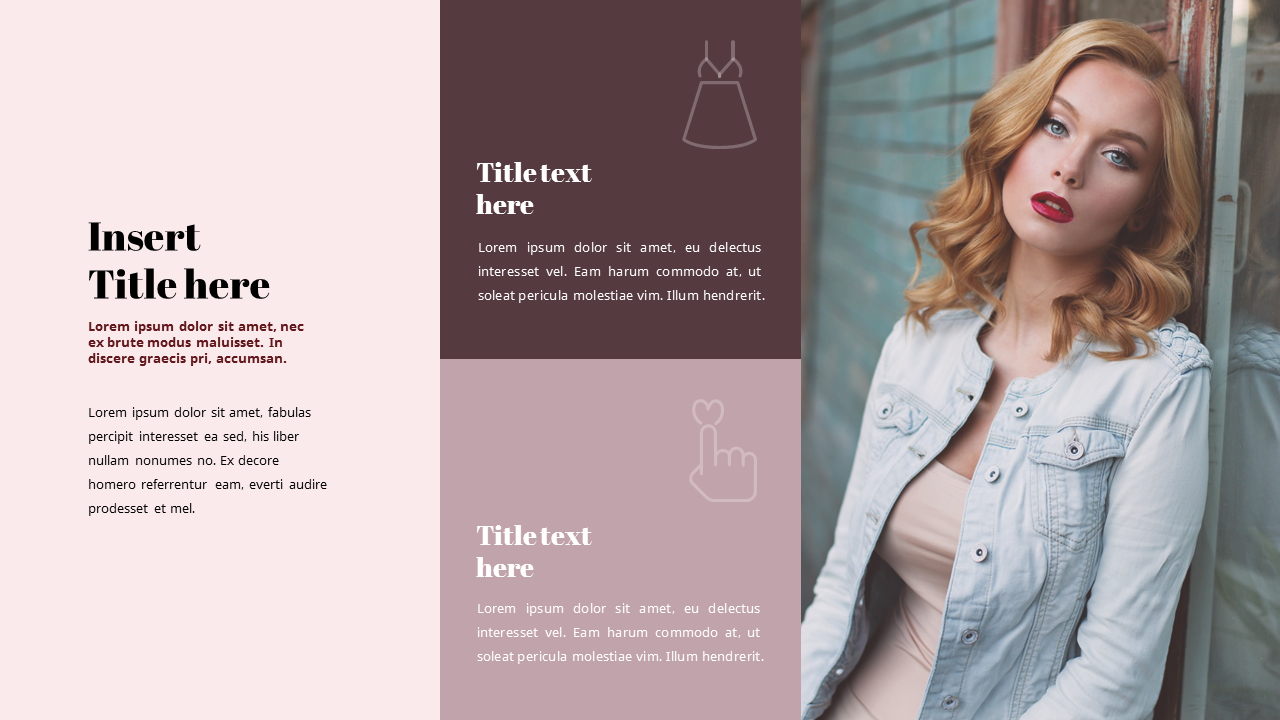 Insert
Title here
Lorem ipsum dolor sit amet, nec
ex brute modus maluisset. In
discere graecis pri, accumsan.
Lorem ipsum dolor sit amet, fabulas
percipit interesset ea sed, his liber
nullam nonumes no. Ex decore
homero referrentur eam, everti audire
prodesset et mel.
Title text
here
Lorem ipsum dolor sit amet, eu delectus
interesset vel. Eam harum commodo at, ut
soleat pericula molestiae vim. Illum hendrerit.
Title text
here
Lorem ipsum dolor sit amet, eu delectus
interesset vel. Eam harum commodo at, ut
soleat pericula molestiae vim. Illum hendrerit.